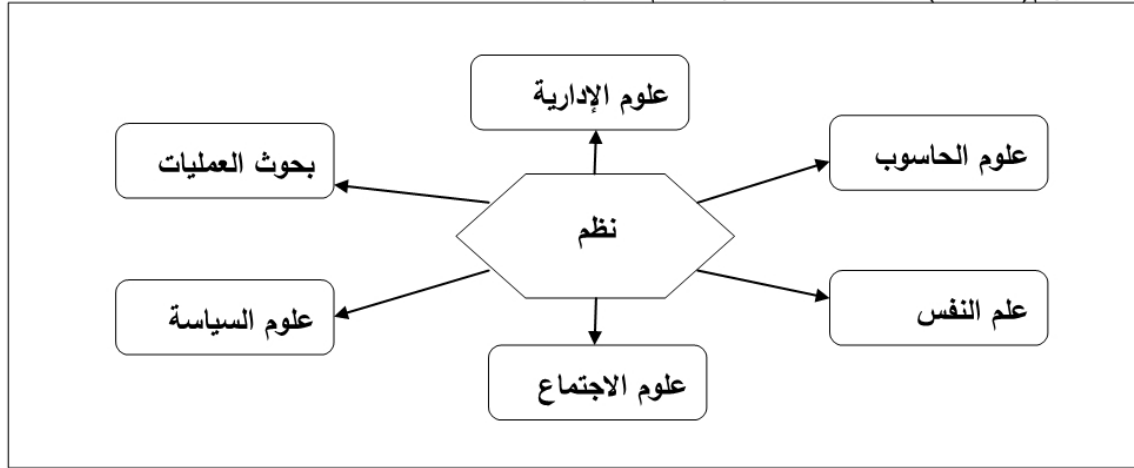 علوم الإدارية
علوم الحاسوب
بحوث العمليات
نظم
علم النفس
علوم السياسة
علوم الاجتماع